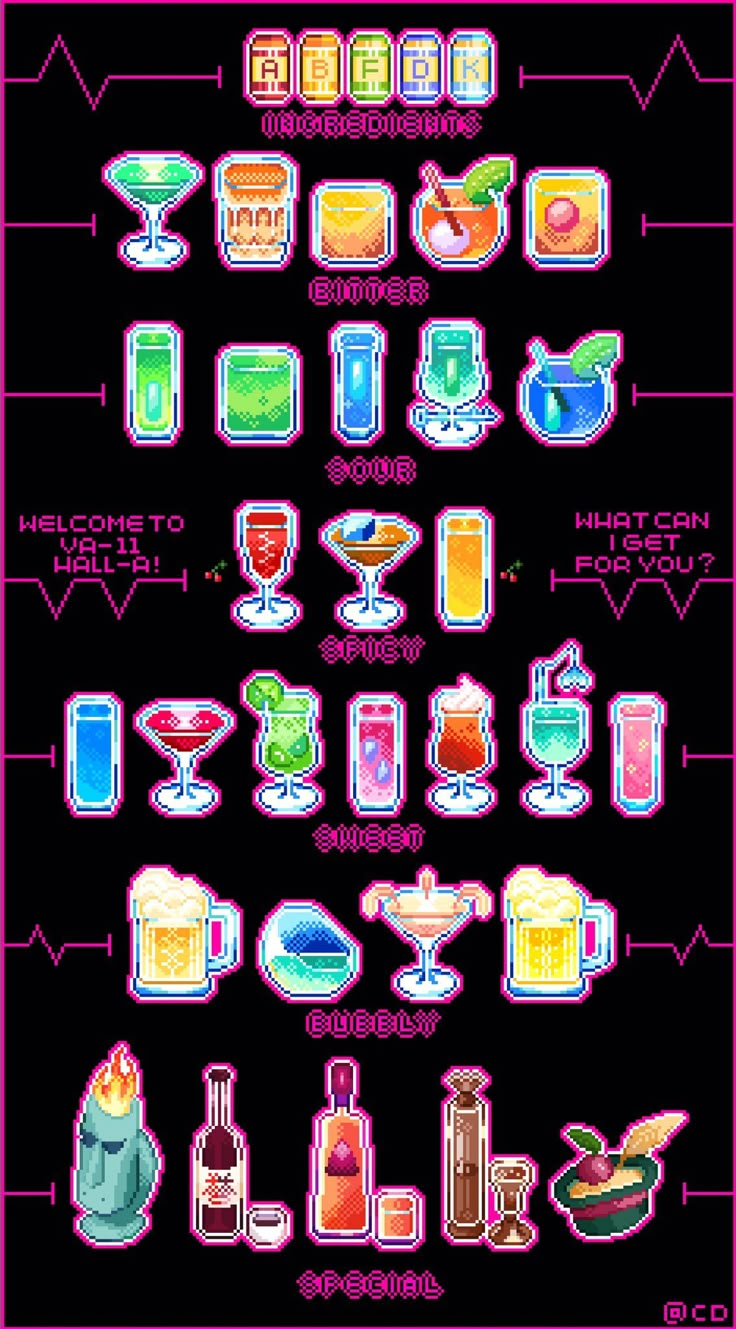 A B F D K
INGREDIENTS
BITTER
SOUR
WELCOME TO
VA-11
HALL-A!
WHAT CAN
I GET
FOR YOU?
SPICY
SWEET
BUBBLY
SPECIAL
@CD